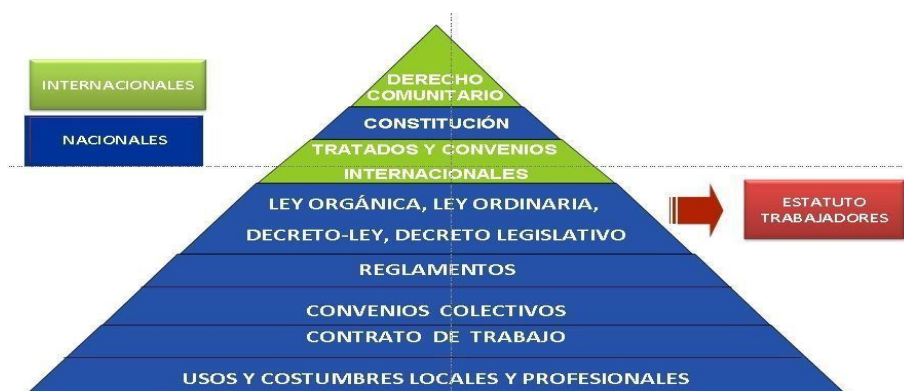 INTERNACIONALES
NACIONALES
DERECHO
COMUNITARIO
CONSTITUCIÓN
TRATADOS Y CONVENIOS
INTERNACIONALES
LEY ORGÁNICA, LEY ORDINARIA,
DECRETO-LEY, DECRETO LEGISLATIVO
REGLAMENTOS
CONVENIOS COLECTIVOS
CONTRATO DE TRABAJO
USOS Y COSTUMBRES LOCALES Y PROFESIONALES
ESTATUTO
TRABAJADORES